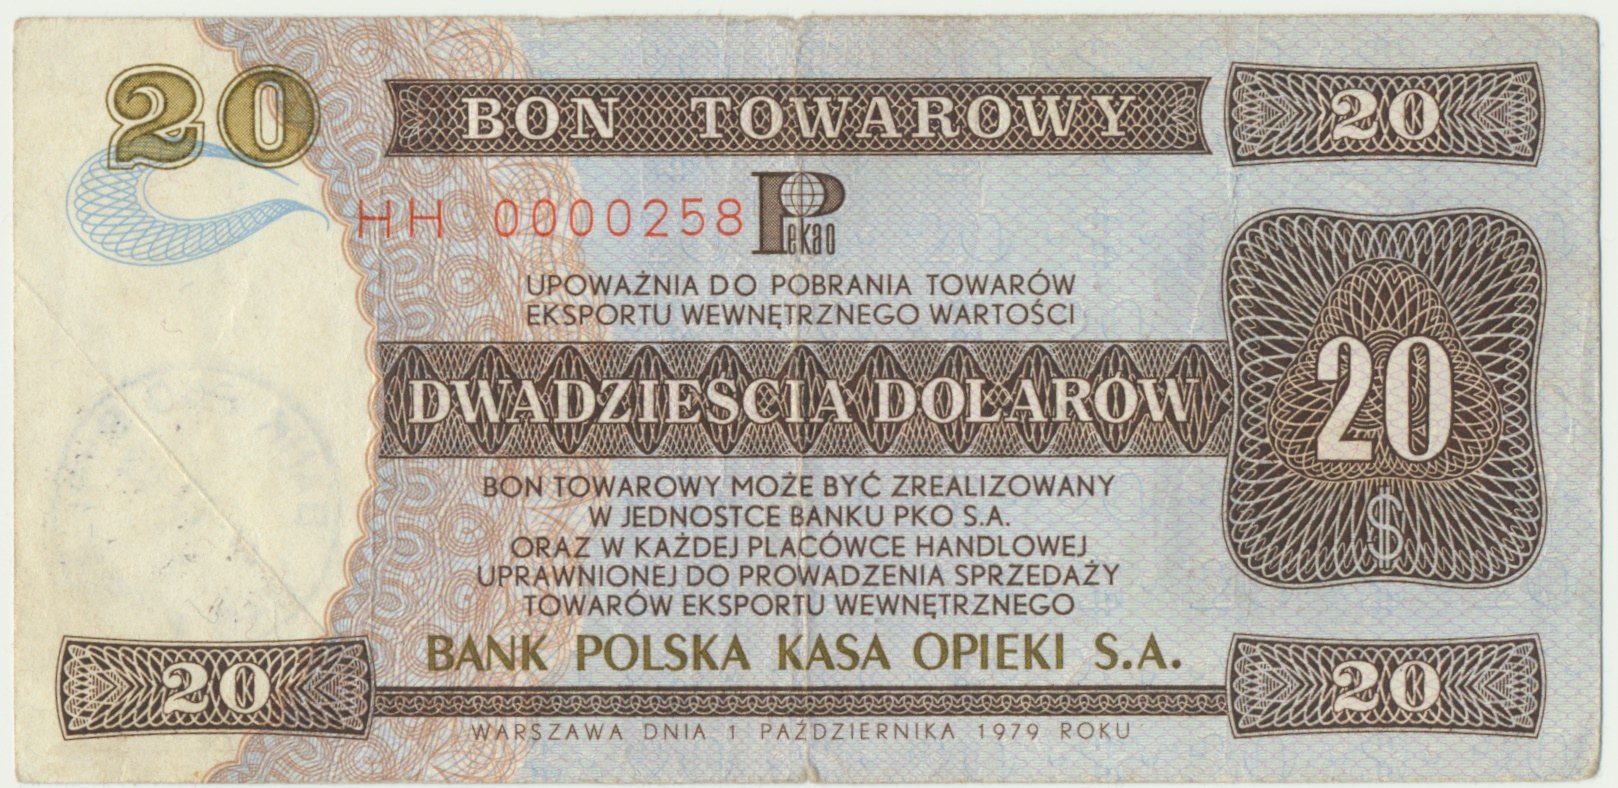 20
BON TOWAROWY
20
HH 0000258
Pekao
UPOWAŻNIA DO POBRANIA TOWARÓW
EKSPORTU WEWNĘTRZNEGO WARTOŚCI
DWADZIEŚCIA DOLARÓW
20
$
BON TOWAROWY MOŻE BYĆ ZREALIZOWANY
W JEDNOSTCE BANKU PKO S.A.
ORAZ W KAŻDEJ PLACÓWCE HANDLOWEJ
UPRAWNIONEJ DO PROWADZENIA SPRZEDAŻY
TOWARÓW EKSPORTU WEWNĘTRZNEGO
BANK POLSKA KASA OPIEKI S.A.
20
20
WARSZAWA DNIA 1 PAŹDZIERNIKA 1979 ROKU